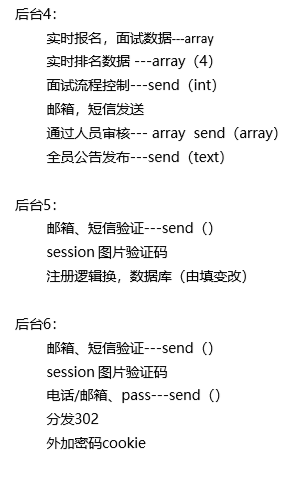 后台4：
实时报名，面试数据---array
实时排名数据 ---array（4）
面试流程控制---send（int）
邮箱，短信发送
通过人员审核--- array  send（array）
全员公告发布---send（text）
后台5：
邮箱、短信验证---send（）
session 图片验证码
注册逻辑换，数据库（由填变改）
后台6：
邮箱、短信验证---send（）
session 图片验证码
电话/邮箱、pass---send（）
分发302
外加密码cookie